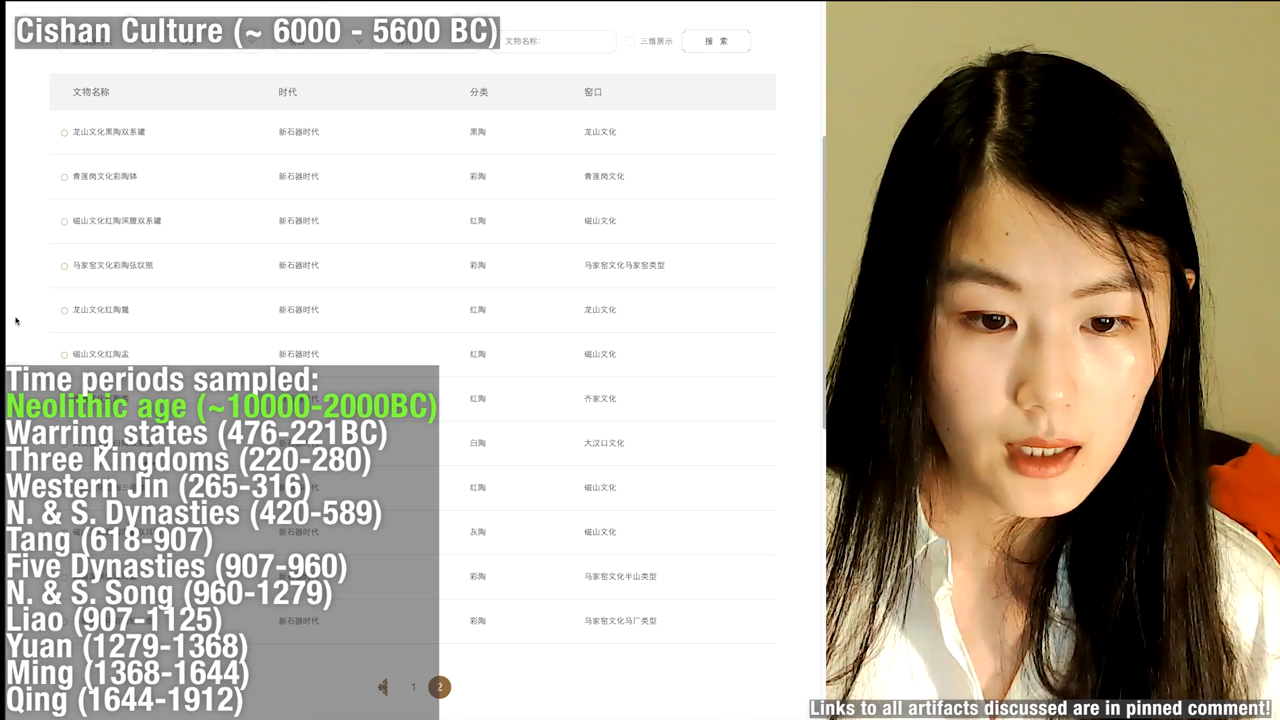 Cishan Culture (~ 6000 - 5600 BC)
文物名称: 三维展示 搜 索
文物名称 时代 分类 窑口
龙山文化黑陶双系罐 新石器时代 黑陶 龙山文化
青莲岗文化彩陶钵 新石器时代 彩陶 青莲岗文化
磁山文化红陶深腹双系罐 新石器时代 红陶 磁山文化
马家窑文化彩陶弦纹瓶 新石器时代 彩陶 马家窑文化马家窑类型
龙山文化红陶鬶 新石器时代 红陶 龙山文化
磁山文化红陶盂 新石器时代 红陶 磁山文化
红陶 齐家文化
白陶 大汶口文化
红陶 磁山文化
灰陶 磁山文化
彩陶 马家窑文化半山类型
彩陶 马家窑文化马厂类型
1 2
Time periods sampled:
Neolithic age (~10000-2000BC)
Warring states (476-221BC)
Three Kingdoms (220-280)
Western Jin (265-316)
N. & S. Dynasties (420-589)
Tang (618-907)
Five Dynasties (907-960)
N. & S. Song (960-1279)
Liao (907-1125)
Yuan (1279-1368)
Ming (1368-1644)
Qing (1644-1912)
Links to all artifacts discussed are in pinned comment!